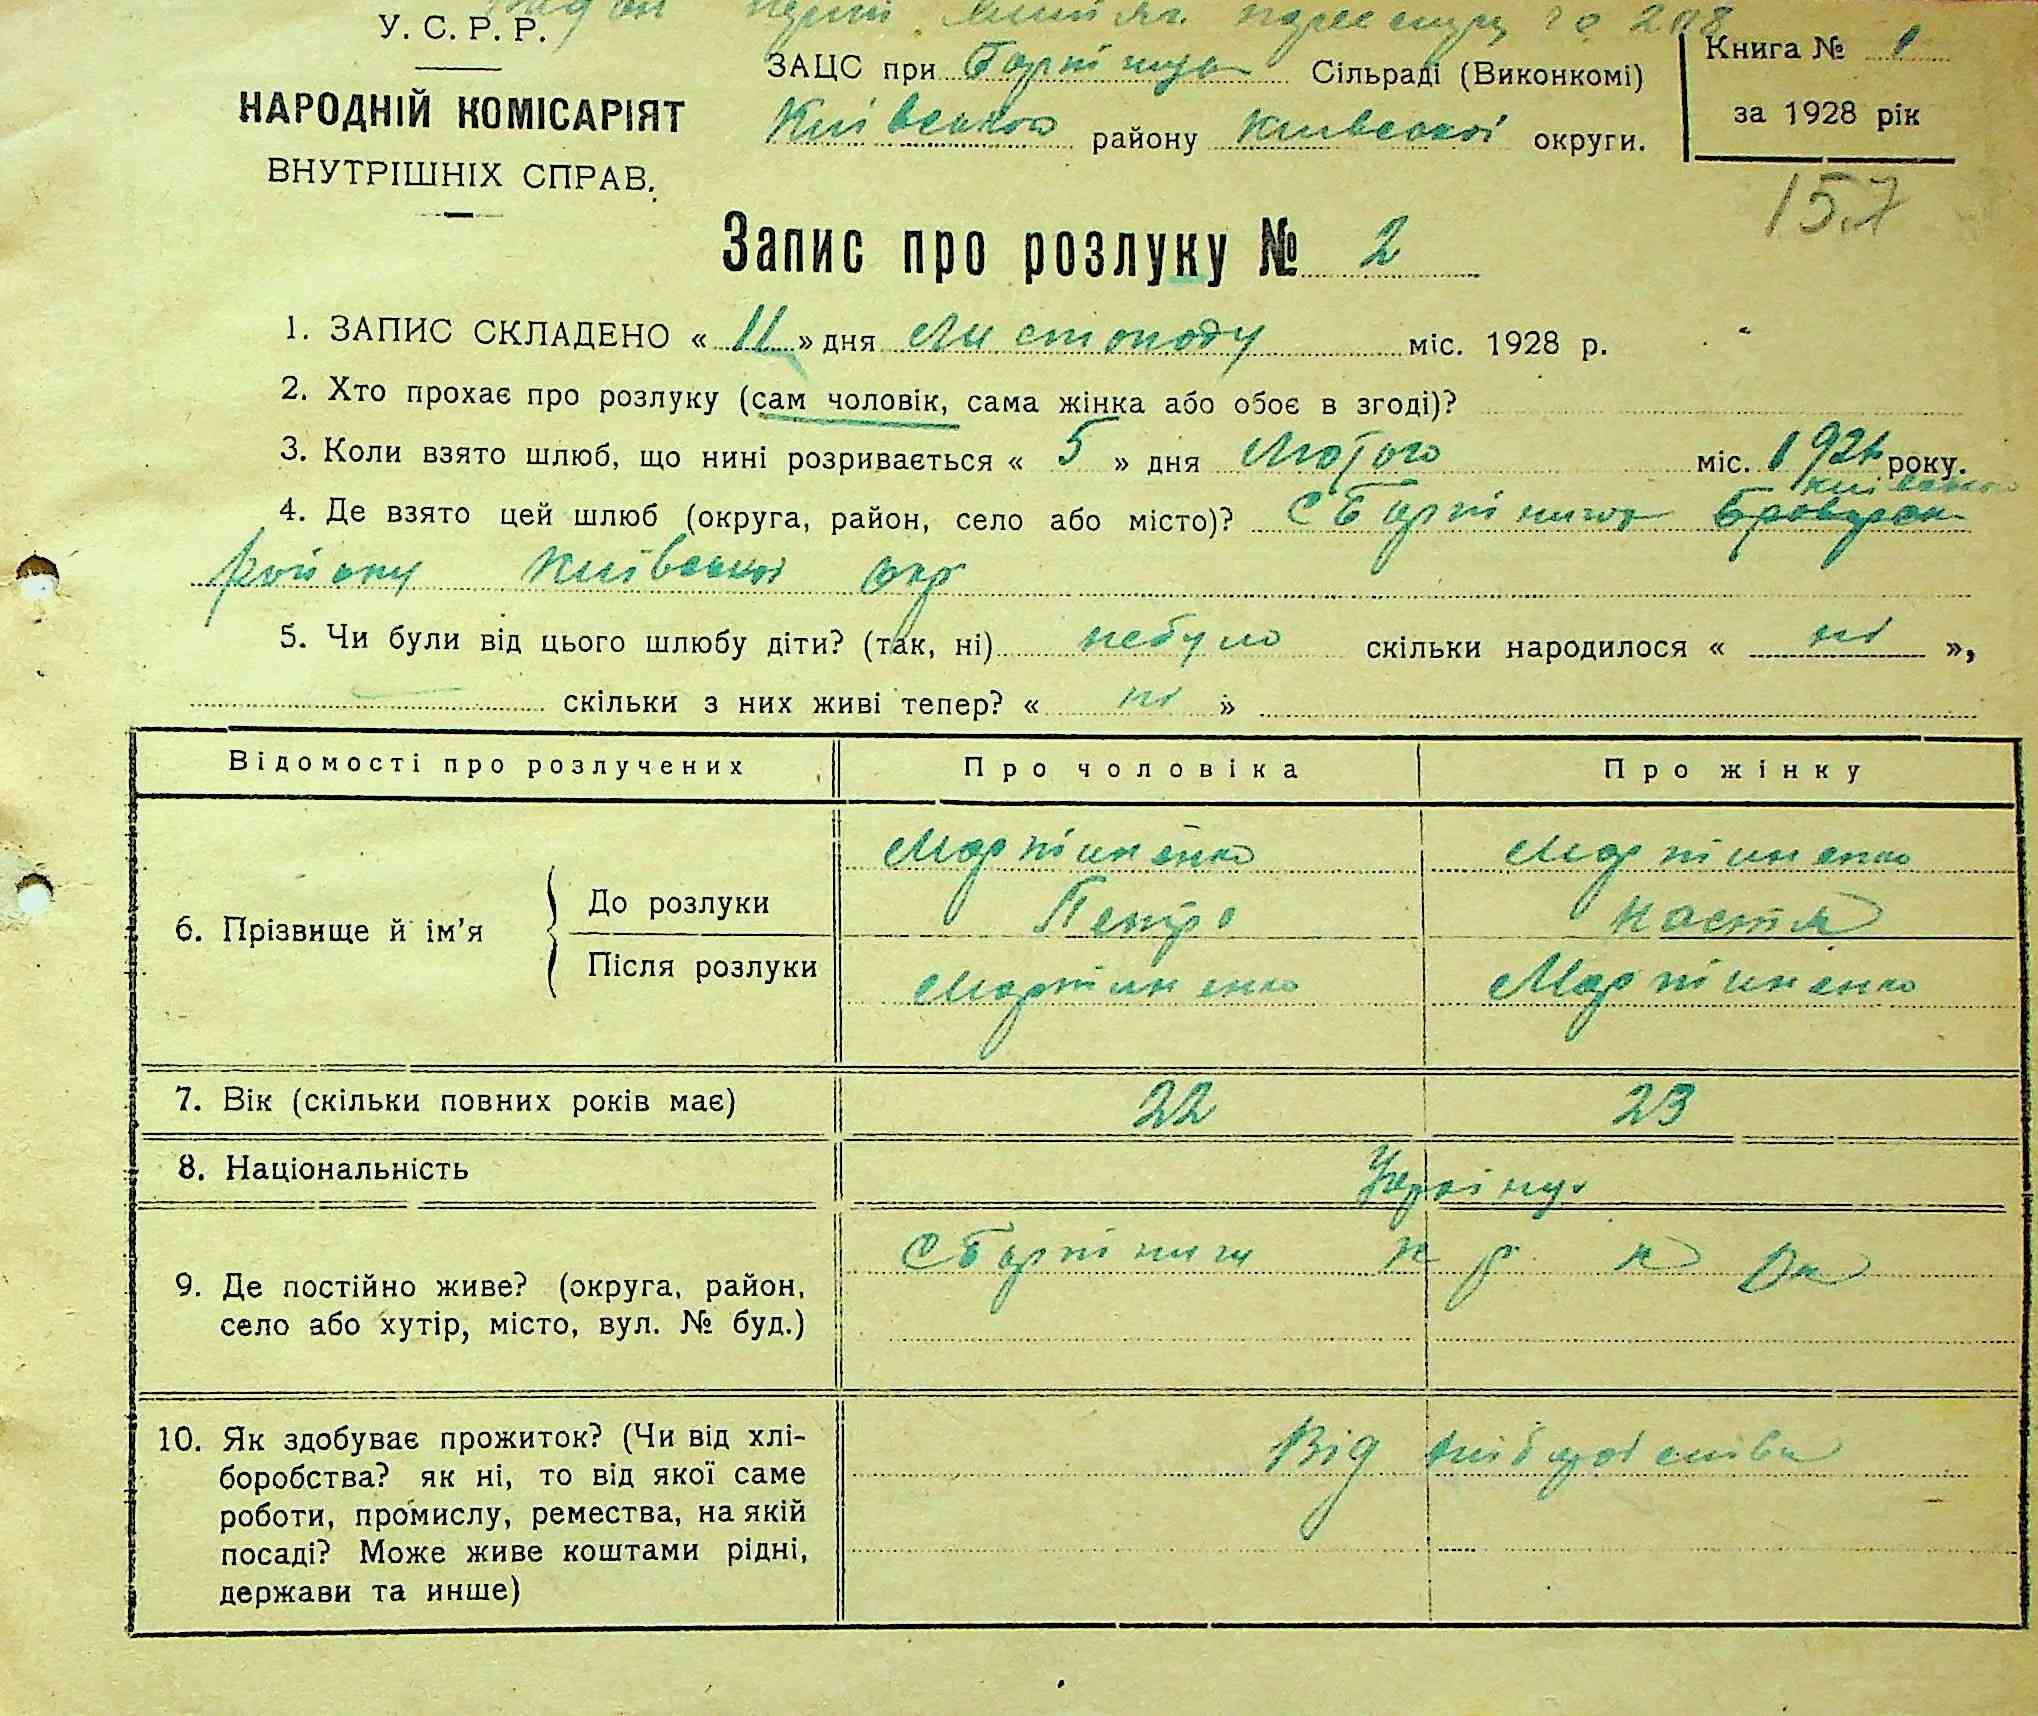 У. С. Р. Р.
НАРОДНІЙ КОМІСАРІЯТ
ВНУТРІШНІХ СПРАВ.
ЗАЦС при Сільраді (Виконкомі)
Київського району Київської округи.
Книга № 1
за 1928 рік
157
Запис про розлуку № 2
1. ЗАПИС СКЛАДЕНО « 11 » дня Листоподу міс. 1928 р.
2. Хто прохає про розлуку (сам чоловік, сама жінка або обоє в згоді)?
3. Коли взято шлюб, що нині розривається « 5 » дня Лютого міс. року.
4. Де взято цей шлюб (округа, район, село або місто)? с
району Київської окр
5. Чи були від цього шлюбу діти? (так, ні) небуло скільки народилося « ні »,
скільки з них живі тепер? « ні »
Відомості про розлучених Про чоловіка Про жінку
6. Прізвище й ім'я
До розлуки
Після розлуки
Мартиненко Мартиненко
Петро Настя
Мартиненко Мартиненко
7. Вік (скільки повних років має) 22 23
8. Національність
9. Де постійно живе? (округа, район,
село або хутір, місто, вул. № буд.)
10. Як здобуває прожиток? (Чи від хлі-
боробства? як ні, то від якої саме
роботи, промислу, ремества, на якій
посаді? Може живе коштами рідні,
держави та инше)
Від хліборобства